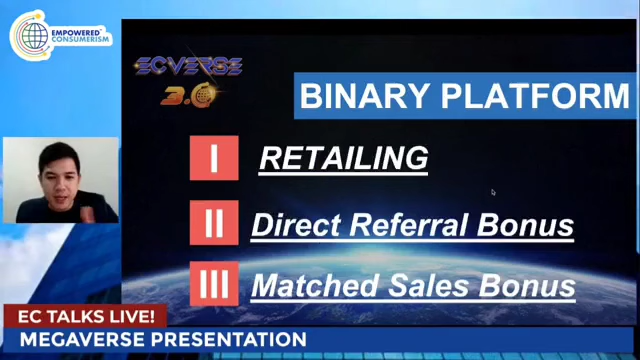 EMPOWERED
CONSUMERISM
ECVERSE
3.0
BINARY PLATFORM
I RETAILING
II Direct Referral Bonus
III Matched Sales Bonus
EC TALKS LIVE!
MEGAVERSE PRESENTATION